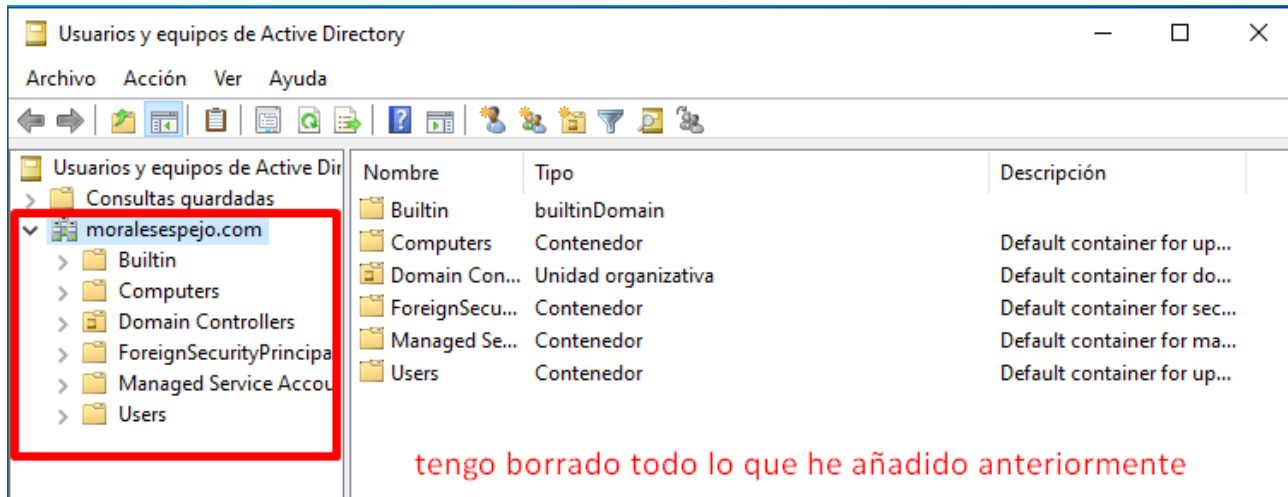 Usuarios y equipos de Active Directory
Archivo Acción Ver Ayuda
Usuarios y equipos de Active Dir
Consultas guardadas
moralesespejo.com
Builtin
Computers
Domain Controllers
ForeignSecurityPrincipa
Managed Service Accou
Users
Nombre Tipo Descripción
Builtin builtinDomain
Computers Contenedor Default container for up...
Domain Con... Unidad organizativa Default container for do...
ForeignSecu... Contenedor Default container for sec...
Managed Se... Contenedor Default container for ma...
Users Contenedor Default container for up...
tengo borrado todo lo que he añadido anteriormente